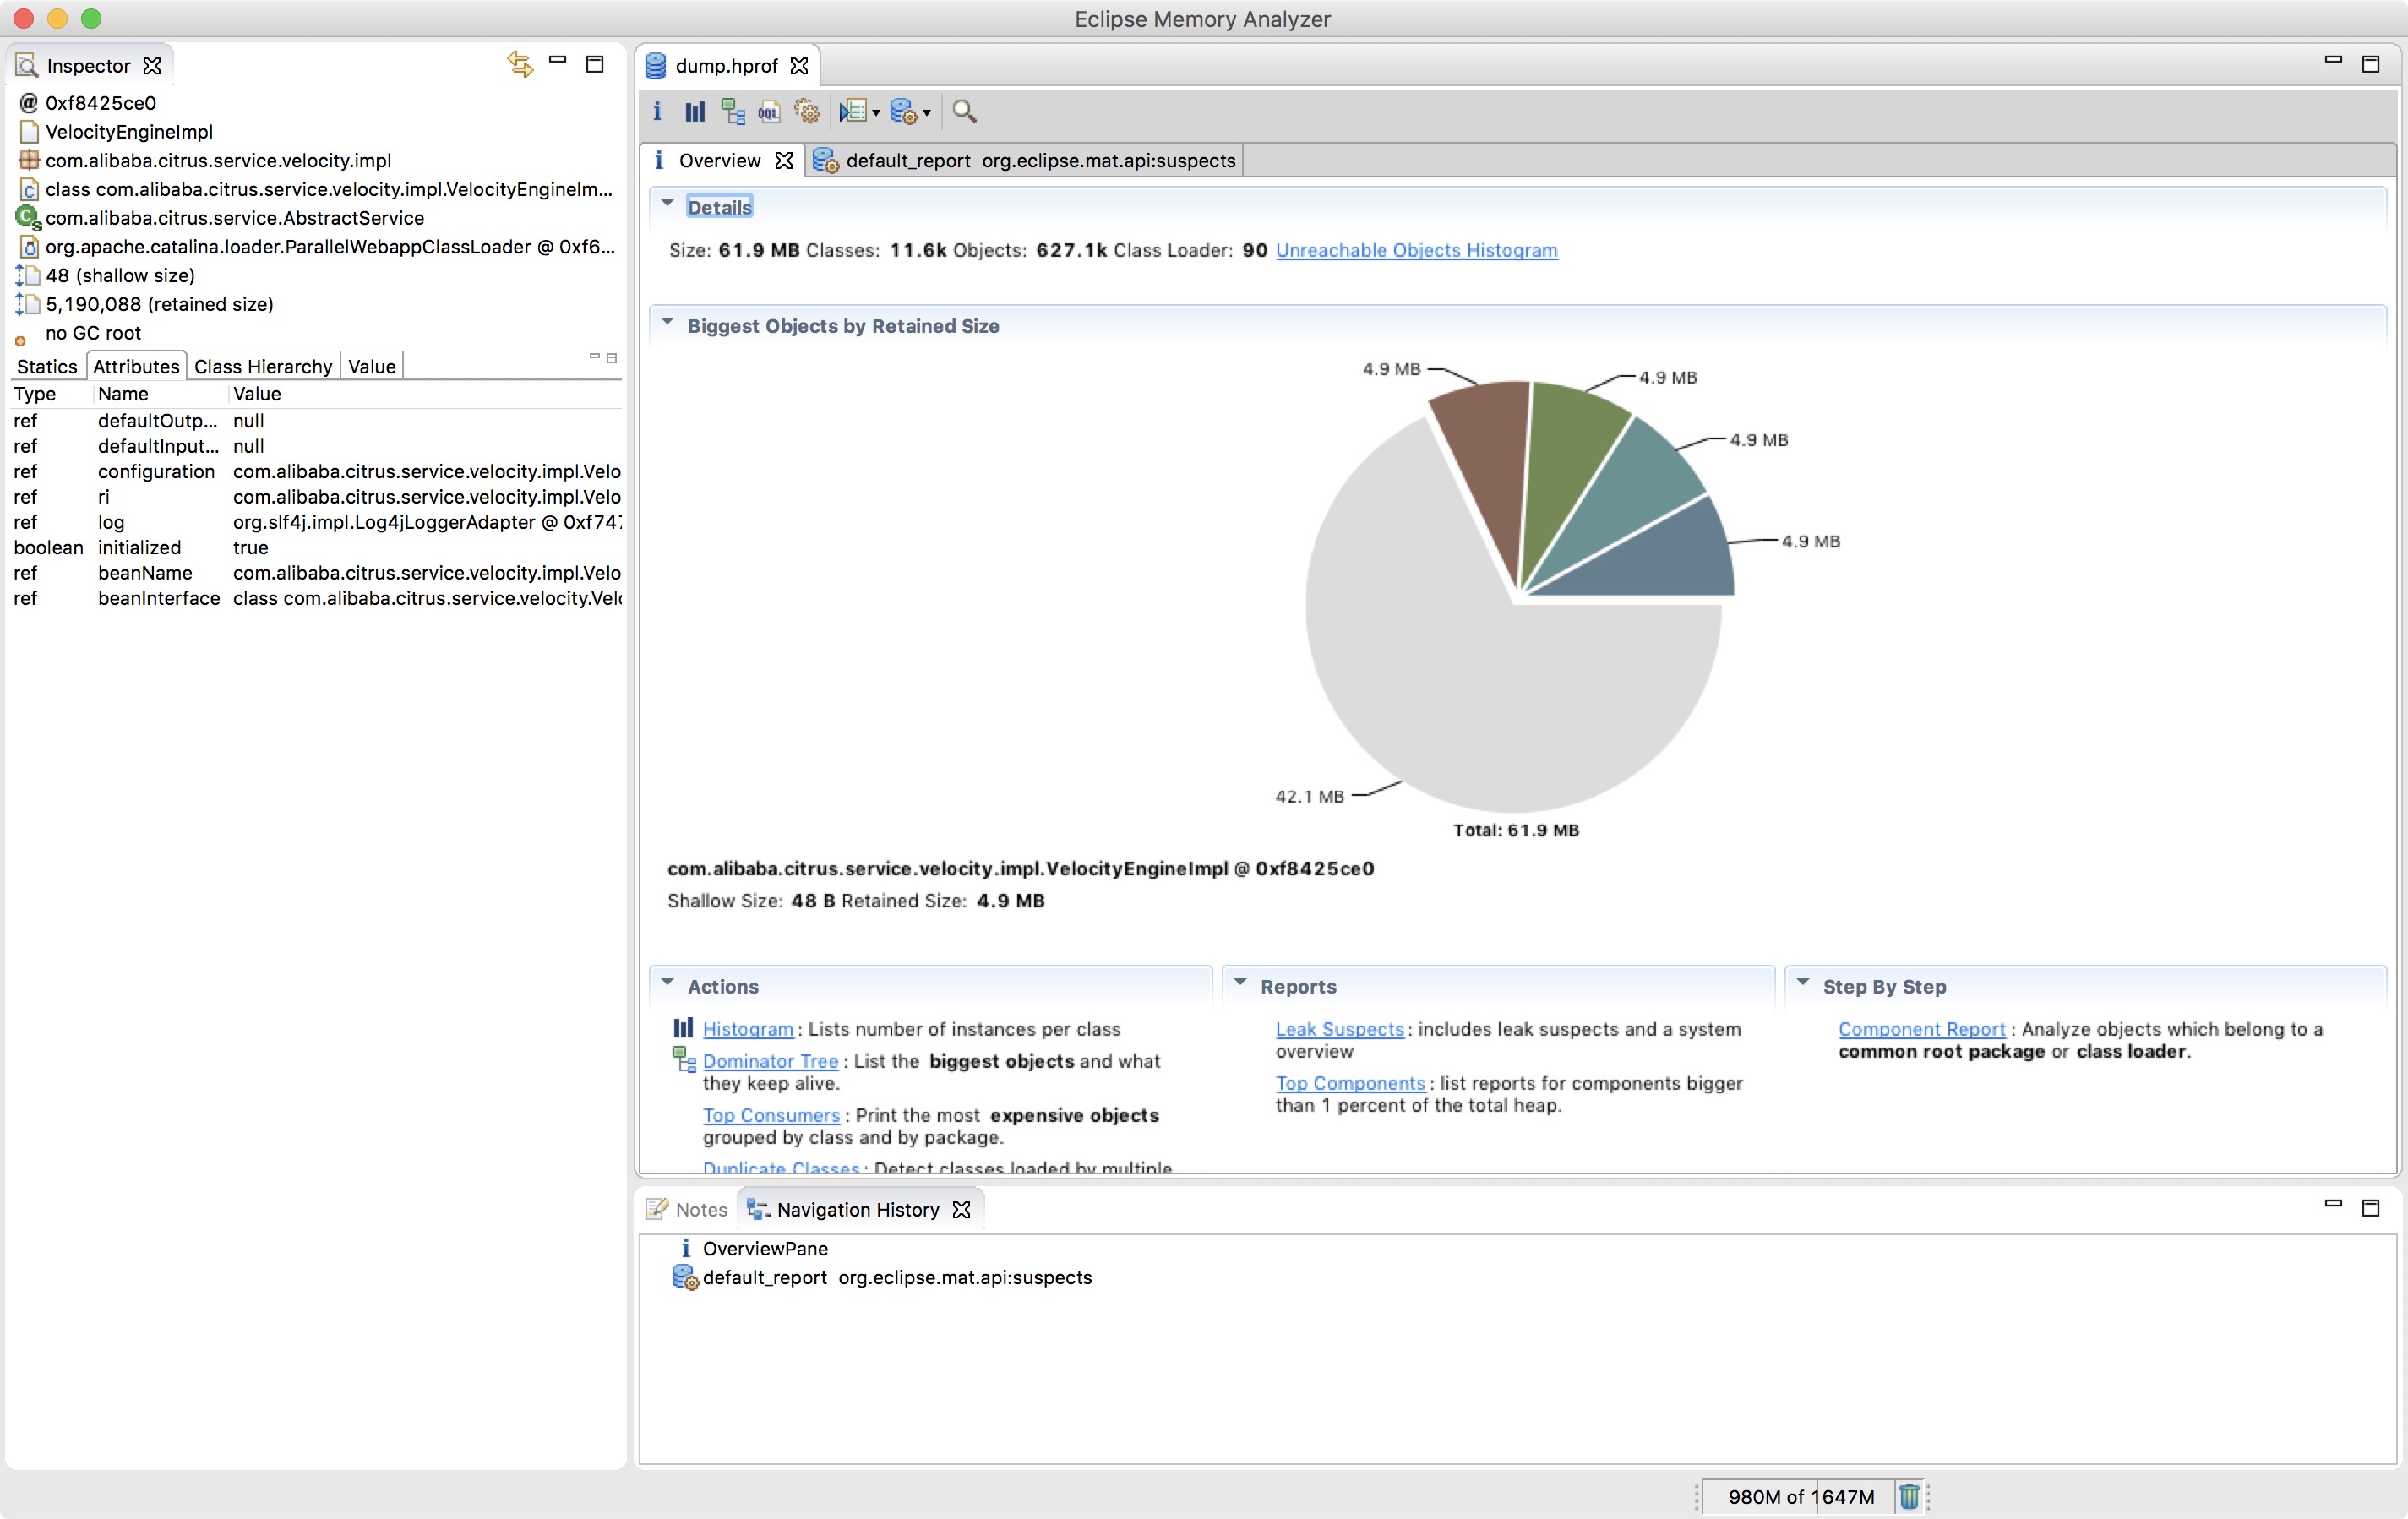 Eclipse Memory Analyzer
Inspector
@ 0xf8425ce0
VelocityEngineImpl
com.alibaba.citrus.service.velocity.impl
class com.alibaba.citrus.service.velocity.impl.VelocityEngineIm...
com.alibaba.citrus.service.AbstractService
org.apache.catalina.loader.ParallelWebappClassLoader @ 0xf6...
48 (shallow size)
5,190,088 (retained size)
no GC root
Statics Attributes Class Hierarchy Value
Type Name Value
ref defaultOutp... null
ref defaultInput... null
ref configuration com.alibaba.citrus.service.velocity.impl.Velo
ref ri com.alibaba.citrus.service.velocity.impl.Velo
ref log org.slf4j.impl.Log4jLoggerAdapter @ 0xf747
boolean initialized true
ref beanName com.alibaba.citrus.service.velocity.impl.Velo
ref beanInterface class com.alibaba.citrus.service.velocity.Velo
dump.hprof
OQL
Overview default_report org.eclipse.mat.api:suspects
Details
Size: 61.9 MB Classes: 11.6k Objects: 627.1k Class Loader: 90 Unreachable Objects Histogram
Biggest Objects by Retained Size
4.9 MB
4.9 MB
4.9 MB
4.9 MB
42.1 MB
Total: 61.9 MB
com.alibaba.citrus.service.velocity.impl.VelocityEngineImpl @ 0xf8425ce0
Shallow Size: 48 B Retained Size: 4.9 MB
Actions
Histogram: Lists number of instances per class
Dominator Tree: List the biggest objects and what
they keep alive.
Top Consumers: Print the most expensive objects
grouped by class and by package.
Duplicate Classes: Detect classes loaded by multiple
Reports
Leak Suspects: includes leak suspects and a system
overview
Top Components: list reports for components bigger
than 1 percent of the total heap.
Step By Step
Component Report: Analyze objects which belong to a
common root package or class loader.
Notes Navigation History
OverviewPane
default_report org.eclipse.mat.api:suspects
980M of 1647M